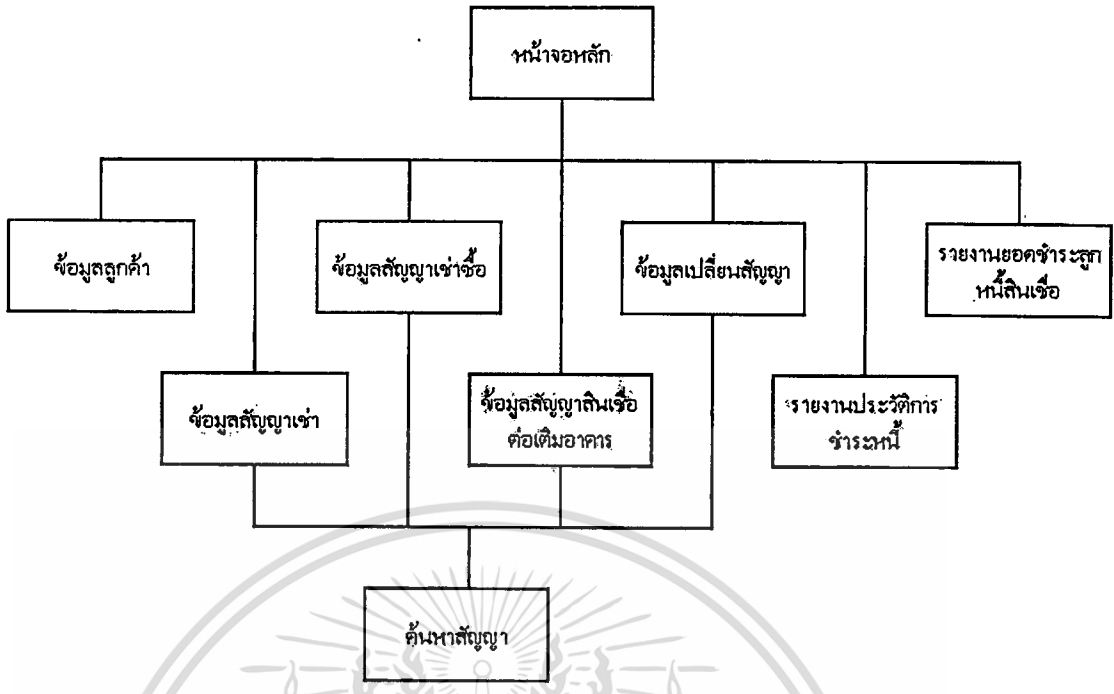 หน้าจอหลัก
ข้อมูลลูกค้า
ข้อมูลสัญญาเช่าซื้อ
ข้อมูลเปลี่ยนสัญญา
รายงานยอดชำระลูก
หนี้สินเชื่อ
ข้อมูลสัญญาเช่า
ข้อมูลสัญญาสินเชื่อ
ต่อเติมอาคาร
รายงานประวัติการ
ชำระหนี้
ค้นหาสัญญา